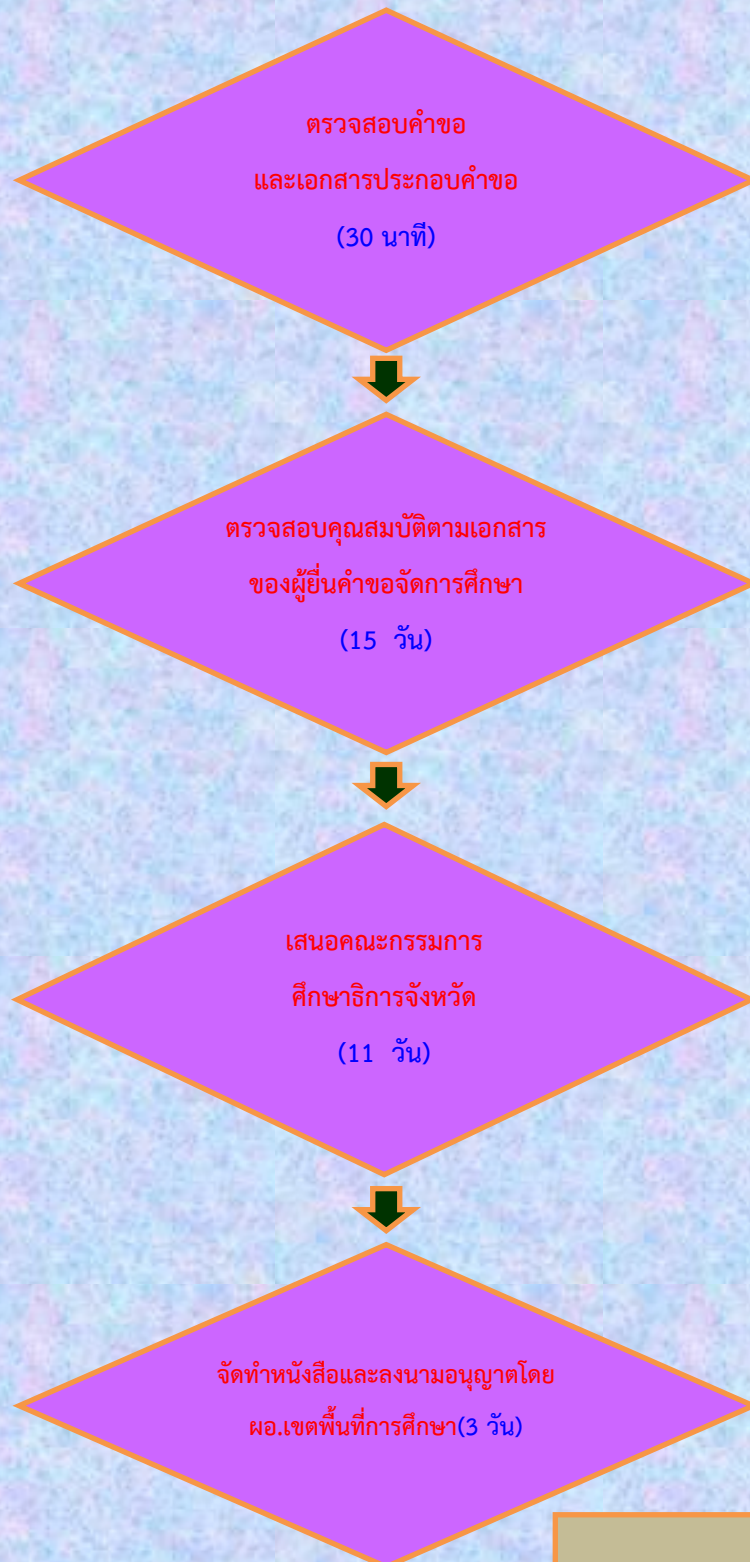 ตรวจสอบคำขอ
และเอกสารประกอบคำขอ
(30 นาที)
ตรวจสอบคุณสมบัติตามเอกสาร
ของผู้ยื่นคำขอจัดการศึกษา
(15 วัน)
เสนอคณะกรรมการ
ศึกษาธิการจังหวัด
(11 วัน)
จัดทำหนังสือและลงนามอนุญาตโดย
ผอ.เขตพื้นที่การศึกษา(3 วัน)